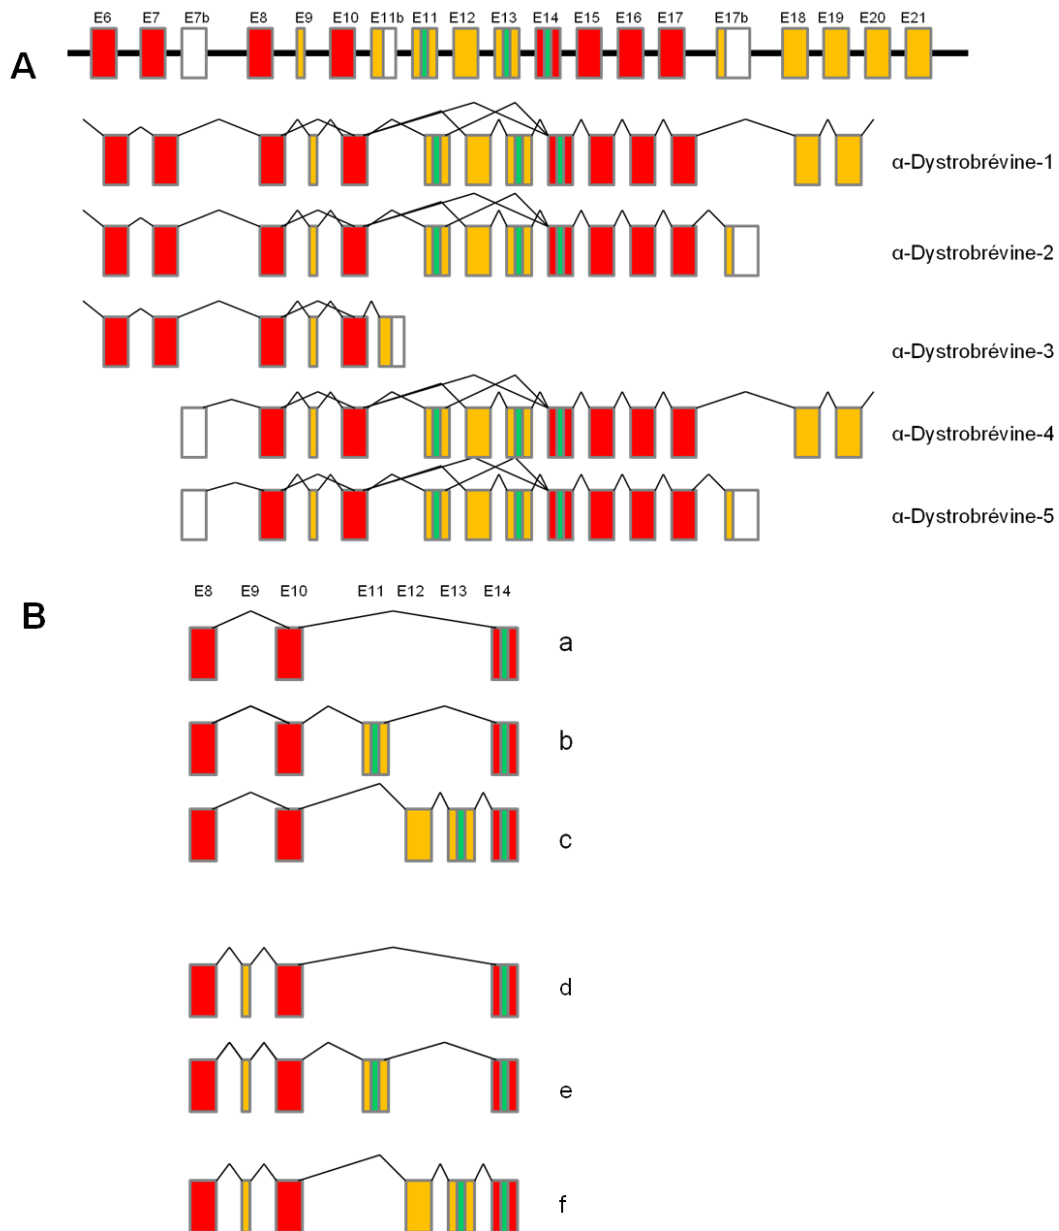 E6 E7 E7b E8 E9 E10 E11b E11 E12 E13 E14 E15 E16 E17 E17b E18 E19 E20 E21
A
α-Dystrobrévine-1
α-Dystrobrévine-2
α-Dystrobrévine-3
α-Dystrobrévine-4
α-Dystrobrévine-5
E8 E9 E10 E11 E12 E13 E14
B
a
b
c
d
e
f